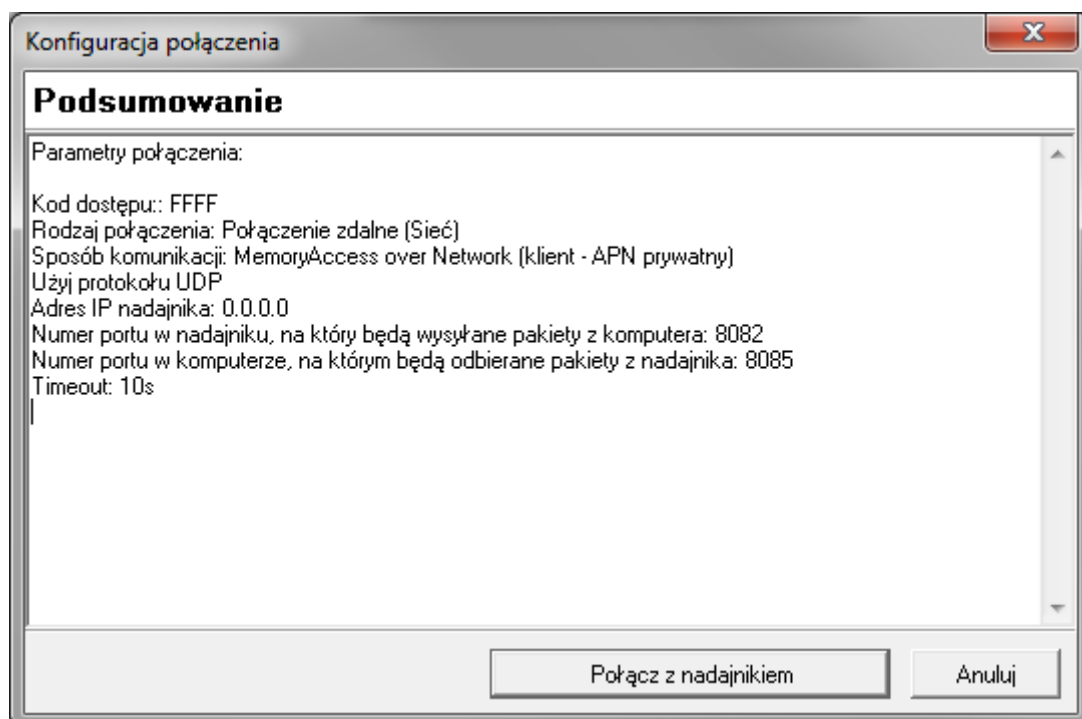 Konfiguracja połączenia
Podsumowanie
Parametry połączenia:
Kod dostępu:: FFFF
Rodzaj połączenia: Połączenie zdalne (Sieć)
Sposób komunikacji: MemoryAccess over Network (klient - APN prywatny)
Użyj protokołu UDP
Adres IP nadajnika: 0.0.0.0
Numer portu w nadajniku, na który będą wysyłane pakiety z komputera: 8082
Numer portu w komputerze, na którym będą odbierane pakiety z nadajnika: 8085
Timeout: 10s
Połącz z nadajnikiem
Anuluj